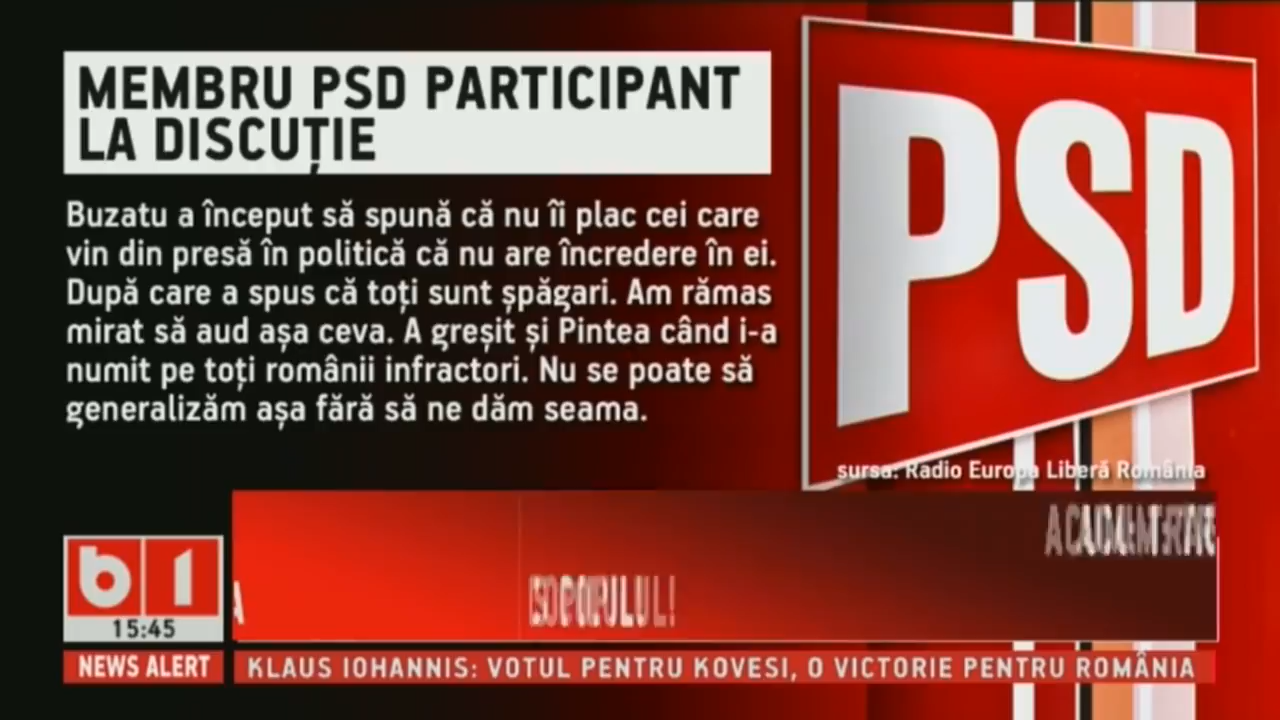 MEMBRU PSD PARTICIPANT
LA DISCUȚIE
Buzatu a început să spună că nu îi plac cei care
vin din presă în politică că nu are încredere în ei.
După care a spus că toți sunt șpăgari. Am rămas
mirat să aud așa ceva. A greșit și Pintea când i-a
numit pe toți românii infractori. Nu se poate să
generalizăm așa fără să ne dăm seama.
PSD
sursa: Radio Europa Liberă România
b1
15:45
NEWS ALERT
KLAUS IOHANNIS: VOTUL PENTRU KOVESI, O VICTORIE PENTRU ROMÂNIA